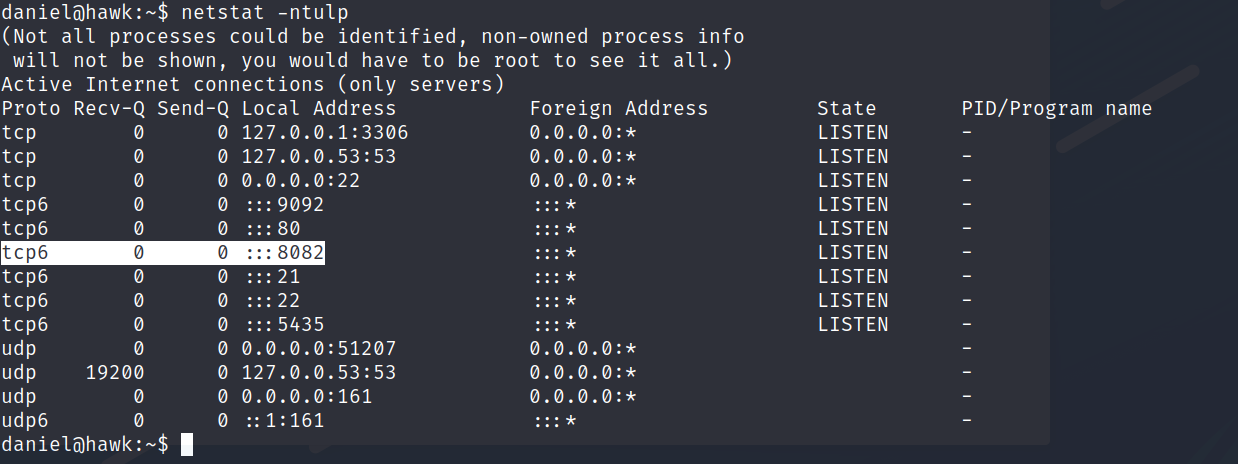 daniel@hawk:~$ netstat -ntulp
(Not all processes could be identified, non-owned process info
 will not be shown, you would have to be root to see it all.)
Active Internet connections (only servers)
Proto Recv-Q Send-Q Local Address           Foreign Address         State       PID/Program name
tcp        0      0 127.0.0.1:3306          0.0.0.0:*               LISTEN      -
tcp        0      0 127.0.0.53:53           0.0.0.0:*               LISTEN      -
tcp        0      0 0.0.0.0:22              0.0.0.0:*               LISTEN      -
tcp6       0      0 :::9092                 :::*                    LISTEN      -
tcp6       0      0 :::80                   :::*                    LISTEN      -
tcp6       0      0 :::8082                 :::*                    LISTEN      -
tcp6       0      0 :::21                   :::*                    LISTEN      -
tcp6       0      0 :::22                   :::*                    LISTEN      -
tcp6       0      0 :::5435                 :::*                    LISTEN      -
udp        0      0 0.0.0.0:51207           0.0.0.0:*                           -
udp    19200      0 127.0.0.53:53           0.0.0.0:*                           -
udp        0      0 0.0.0.0:161             0.0.0.0:*                           -
udp6       0      0 ::1:161                 :::*                                -
daniel@hawk:~$